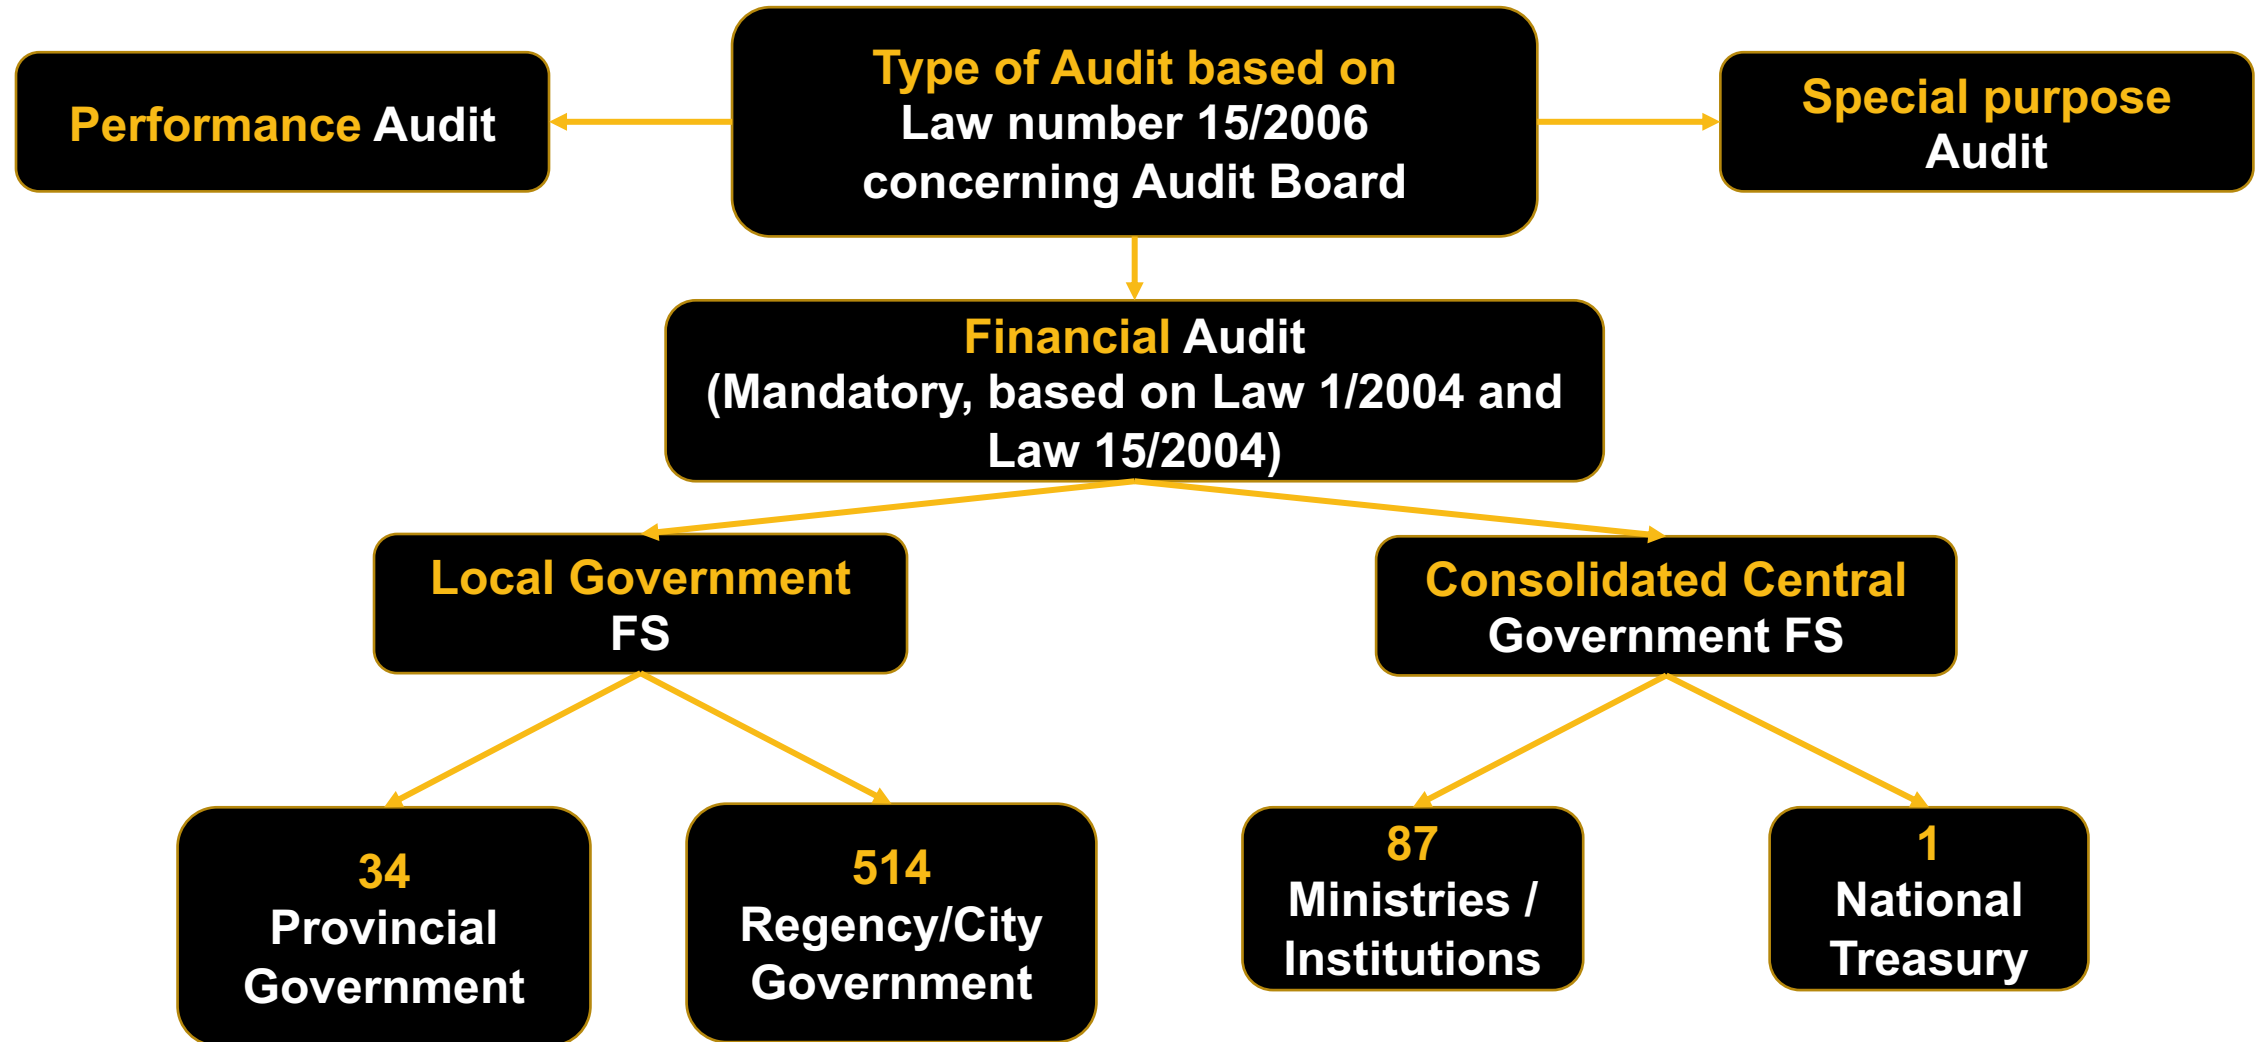 Type of Audit based on
Law number 15/2006
concerning Audit Board
Performance Audit
Special purpose
Audit
Financial Audit
(Mandatory, based on Law 1/2004 and
Law 15/2004)
Local Government
FS
Consolidated Central
Government FS
34
Provincial
Government
514
Regency/City
Government
87
Ministries /
Institutions
1
National
Treasury